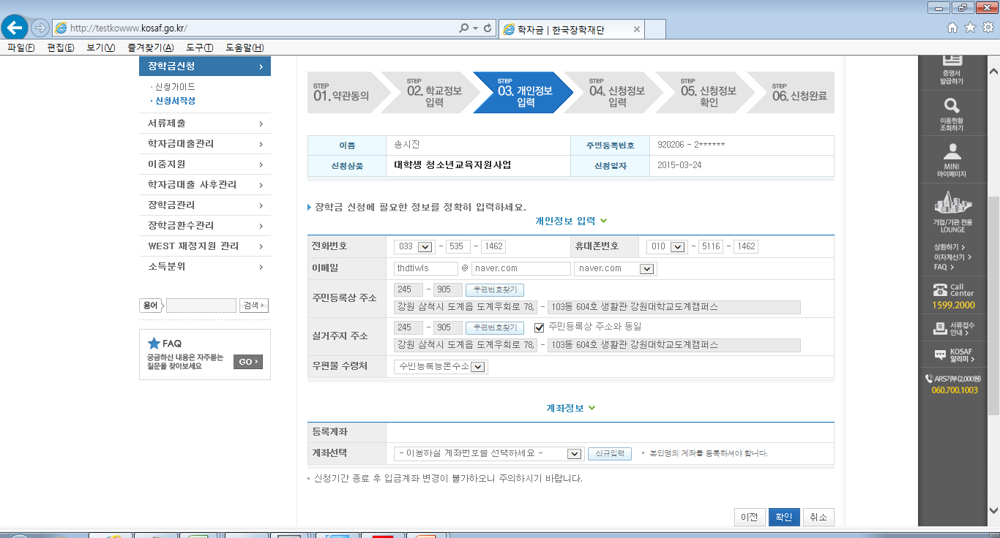 http://testkowww.kosaf.go.kr/
학자금 | 한국장학재단
파일(F) 편집(E) 보기(V) 즐겨찾기(A) 도구(T) 도움말(H)
장학금신청
· 신청가이드
· 신청서작성
서류제출
학자금대출관리
이중지원
학자금대출 사후관리
장학금관리
장학금환수관리
WEST 재정지원 관리
소득분위
용어
검색
FAQ
궁금하신 내용은 자주묻는
질문을 찾아보세요
GO
STEP 01. 약관동의
STEP 02. 학교정보 입력
STEP 03. 개인정보 입력
STEP 04. 신청정보 입력
STEP 05. 신청정보 확인
STEP 06. 신청완료
이름 송시진 주민등록번호 920206 - 2******
신청상품 대학생 청소년교육지원사업 신청일자 2015-03-24
장학금 신청에 필요한 정보를 정확히 입력하세요.
개인정보 입력
전화번호 033 - 535 - 1462 휴대폰번호 010 - 5116 - 1462
이메일 thdtlwls @ naver.com naver.com
주민등록상 주소 245 - 905 우편번호찾기
강원 삼척시 도계읍 도계우회로 78, - 103동 604호 생활관 강원대학교도계캠퍼스
실거주지 주소 245 - 905 우편번호찾기 주민등록상 주소와 동일
강원 삼척시 도계읍 도계우회로 78, - 103동 604호 생활관 강원대학교도계캠퍼스
우편물 수령처 주민등록등본주소
계좌정보
등록계좌
계좌선택 - 이용하실 계좌번호를 선택하세요 - 신규입력 본인명의 계좌를 등록하셔야 합니다.
신청기간 종료 후 입금계좌 변경이 불가하오니 주의하시기 바랍니다.
이전 확인 취소
증명서
발급하기
이용현황
조회하기
MINI
마이페이지
기업/기관 전용
LOUNGE
상환하기
이자계산기
FAQ
Call
Center
1599.2000
서류접수
안내
KOSAF
알리미
ARS기부(2,000원)
060.700.1003